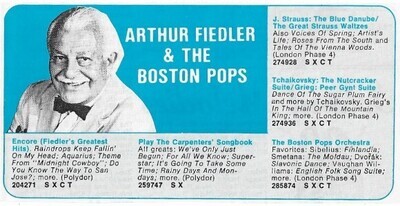 ARTHUR FIEDLER
& THE
BOSTON POPS
J. Strauss: The Blue Danube/
The Great Strauss Waltzes
Also Voices Of Spring; Artist's
Life; Roses From The South and
Tales Of The Vienna Woods.
(London Phase 4)
274928 S X C T
Tchaikovsky: The Nutcracker
Suite/Grieg: Peer Gynt Suite
Dance Of The Sugar Plum Fairy
and more by Tchaikovsky. Grieg's
In The Hall Of The Mountain
King; more. (London Phase 4)
274936 S X C T
Encore (Fiedler's Greatest
Hits). Raindrops Keep Fallin'
On My Head; Aquarius; Theme
From "Midnight Cowboy"; Do
You Know The Way To San
Jose?; more. (Polydor)
204271 S X C T
Play The Carpenters' Songbook
All greats: We've Only Just
Begun; For All We Know; Super-
star; It's Going To Take Some
Time; Rainy Days And Mon-
days; more. (Polydor)
259747 S X
The Boston Pops Orchestra
Favorites: Sibelius: Finlandia;
Smetana: The Moldau; Dvořák:
Slavonic Dance; Vaughan Wil-
liams: English Folk Song Suite;
more. (London Phase 4)
285874 S X C T